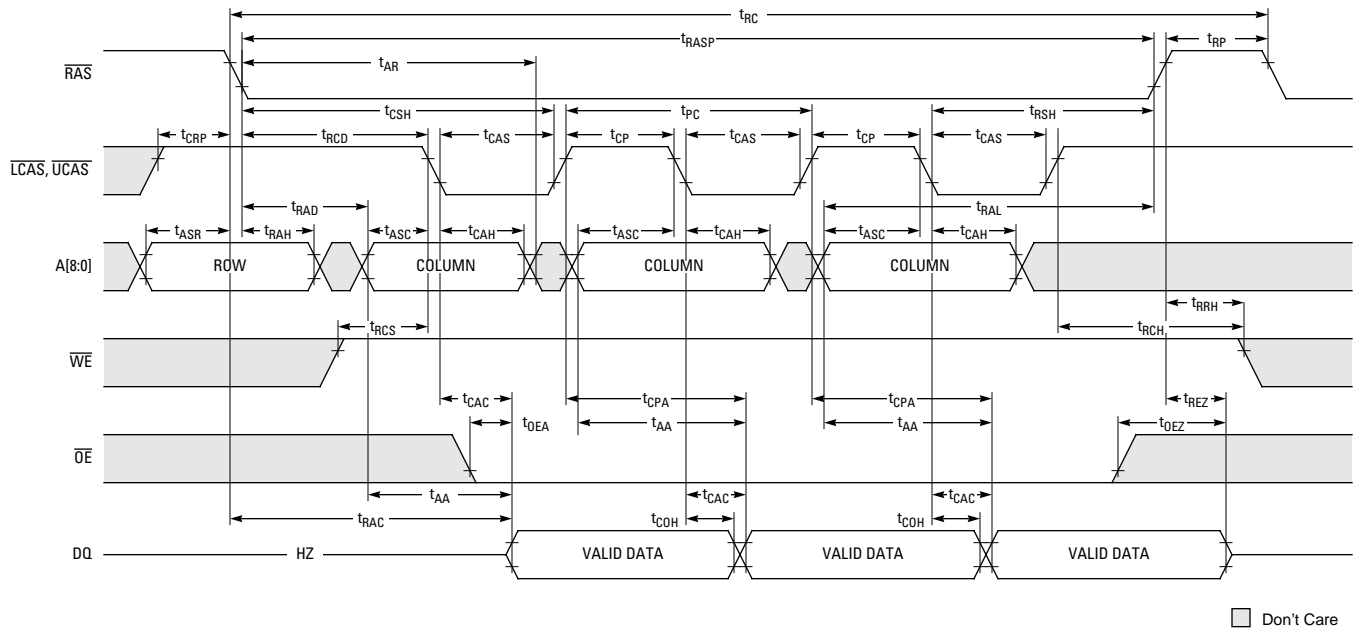 tRC
tRASP
tRP
RAS
tAR
tCSH
tPC
tRSH
tCRP
tRCD
tCAS
tCP
tCAS
tCP
tCAS
LCAS, UCAS
tRAD
tRAL
tASR
tRAH
tASC
tCAH
tASC
tCAH
tASC
tCAH
A[8:0]
ROW
COLUMN
COLUMN
COLUMN
tRRH
tRCS
tRCH
WE
tCAC
tCPA
tCPA
tREZ
tOEA
tAA
tAA
tOEZ
OE
tAA
tCAC
tCAC
tRAC
tCOH
tCOH
DQ
HZ
VALID DATA
VALID DATA
VALID DATA
Don't Care